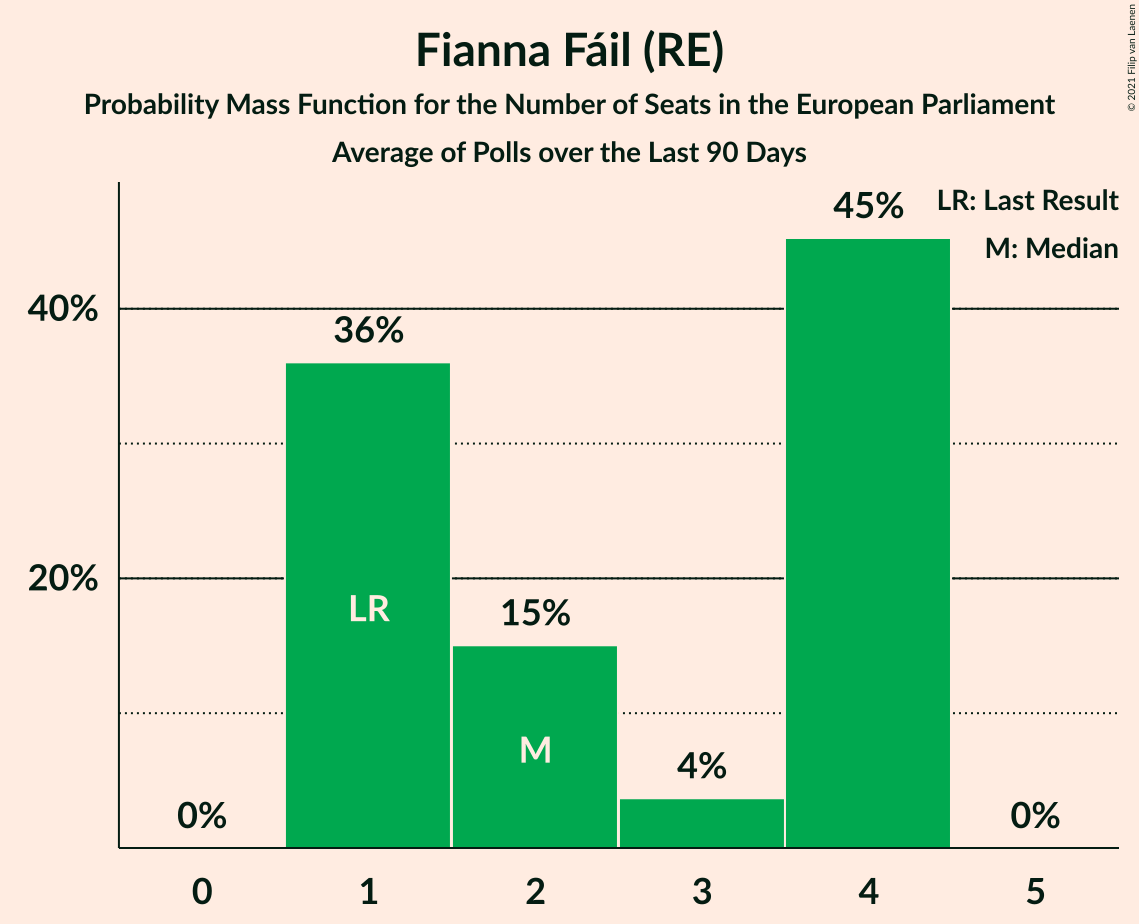 Fianna Fáil (RE)
Probability Mass Function for the Number of Seats in the European Parliament
Average of Polls over the Last 90 Days
© 2021 Filip van Laenen
LR: Last Result
M: Median
45%
40%
36%
20%
LR
15%
M
4%
0%
0%
0 1 2 3 4 5